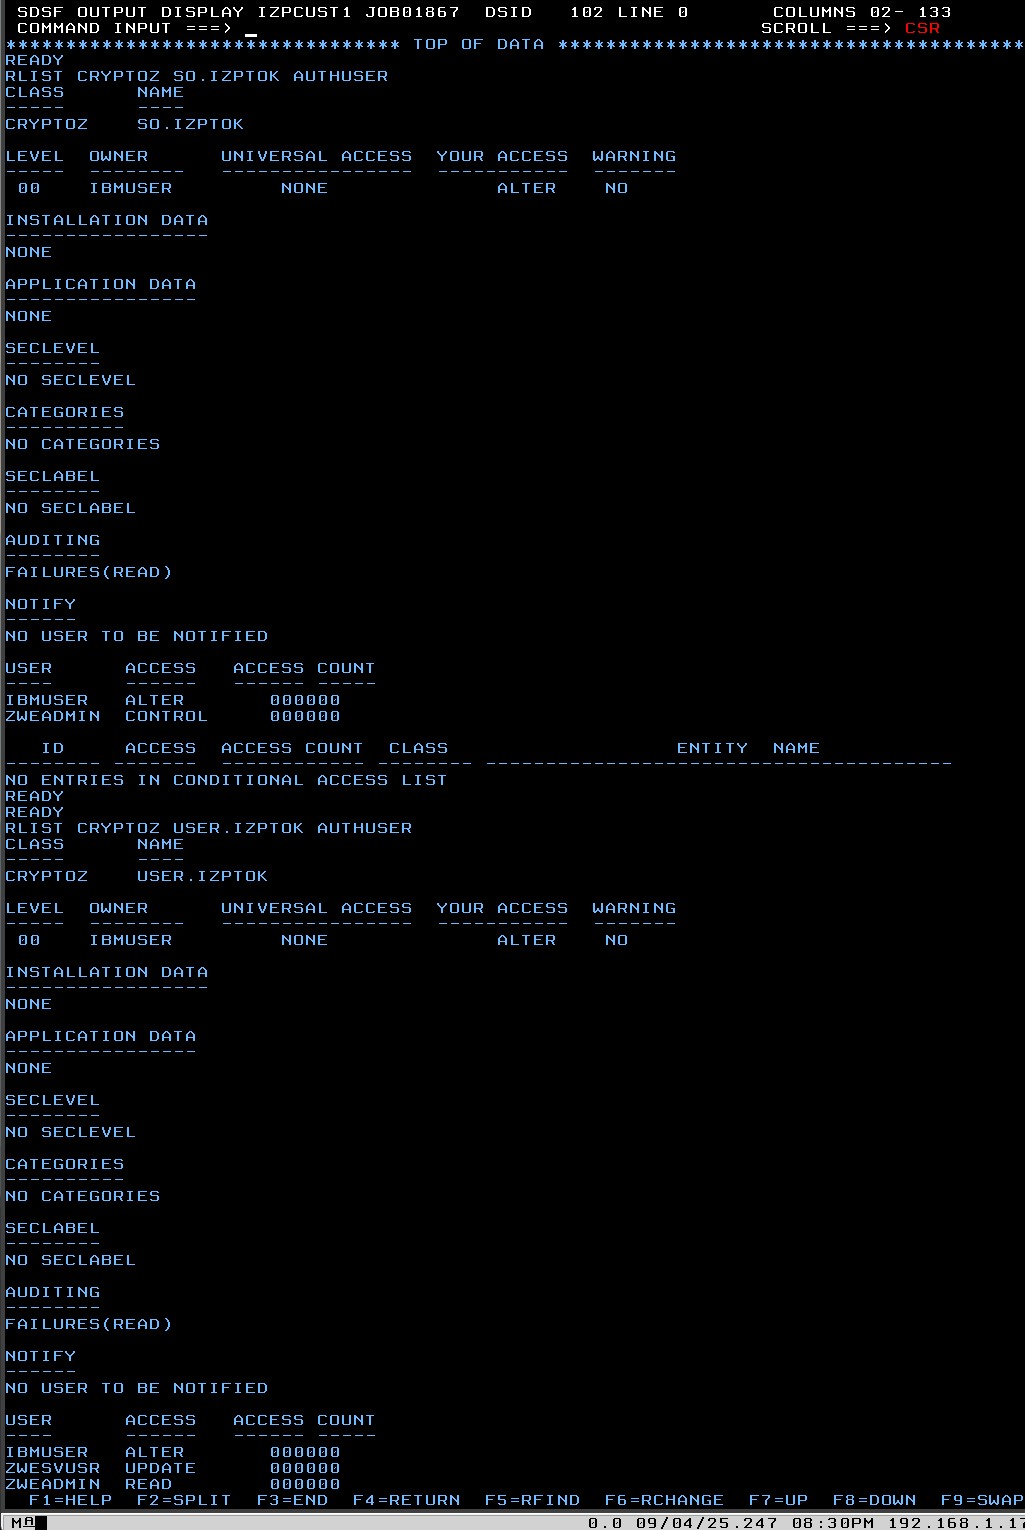 SDSF OUTPUT DISPLAY IZPCUST1 JOB01867  DSID   102 LINE 0       COLUMNS 02- 133
COMMAND INPUT ===> _                                            SCROLL ===> CSR
********************************* TOP OF DATA ***************************************
READY
RLIST CRYPTOZ SO.IZPTOK AUTHUSER
CLASS      NAME
-----      ----
CRYPTOZ    SO.IZPTOK
LEVEL  OWNER      UNIVERSAL ACCESS  YOUR ACCESS  WARNING
-----  --------   ----------------  -----------  -------
 00    IBMUSER         NONE              ALTER    NO
INSTALLATION DATA
-----------------
NONE
APPLICATION DATA
----------------
NONE
SECLEVEL
--------
NO SECLEVEL
CATEGORIES
----------
NO CATEGORIES
SECLABEL
--------
NO SECLABEL
AUDITING
--------
FAILURES(READ)
NOTIFY
------
NO USER TO BE NOTIFIED
USER      ACCESS   ACCESS COUNT
----      ------   ------ -----
IBMUSER   ALTER       000000
ZWEADMIN  CONTROL     000000
   ID     ACCESS  ACCESS COUNT  CLASS                   ENTITY  NAME
-------- -------  ------------ -------- ---------------------------------------
NO ENTRIES IN CONDITIONAL ACCESS LIST
READY
READY
RLIST CRYPTOZ USER.IZPTOK AUTHUSER
CLASS      NAME
-----      ----
CRYPTOZ    USER.IZPTOK
LEVEL  OWNER      UNIVERSAL ACCESS  YOUR ACCESS  WARNING
-----  --------   ----------------  -----------  -------
 00    IBMUSER         NONE              ALTER    NO
INSTALLATION DATA
-----------------
NONE
APPLICATION DATA
----------------
NONE
SECLEVEL
--------
NO SECLEVEL
CATEGORIES
----------
NO CATEGORIES
SECLABEL
--------
NO SECLABEL
AUDITING
--------
FAILURES(READ)
NOTIFY
------
NO USER TO BE NOTIFIED
USER      ACCESS   ACCESS COUNT
----      ------   ------ -----
IBMUSER   ALTER       000000
ZWESVUSR  UPDATE      000000
ZWEADMIN  READ        000000
F1=HELP  F2=SPLIT  F3=END  F4=RETURN  F5=RFIND  F6=RCHANGE  F7=UP  F8=DOWN  F9=SWAP
MA 0.0 09/04/25.247 08:30PM 192.168.1.17